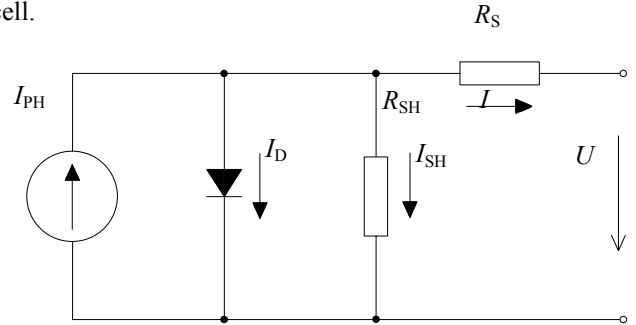 cell.
R_S
I_PH
R_SH
I
I_D
I_SH
U